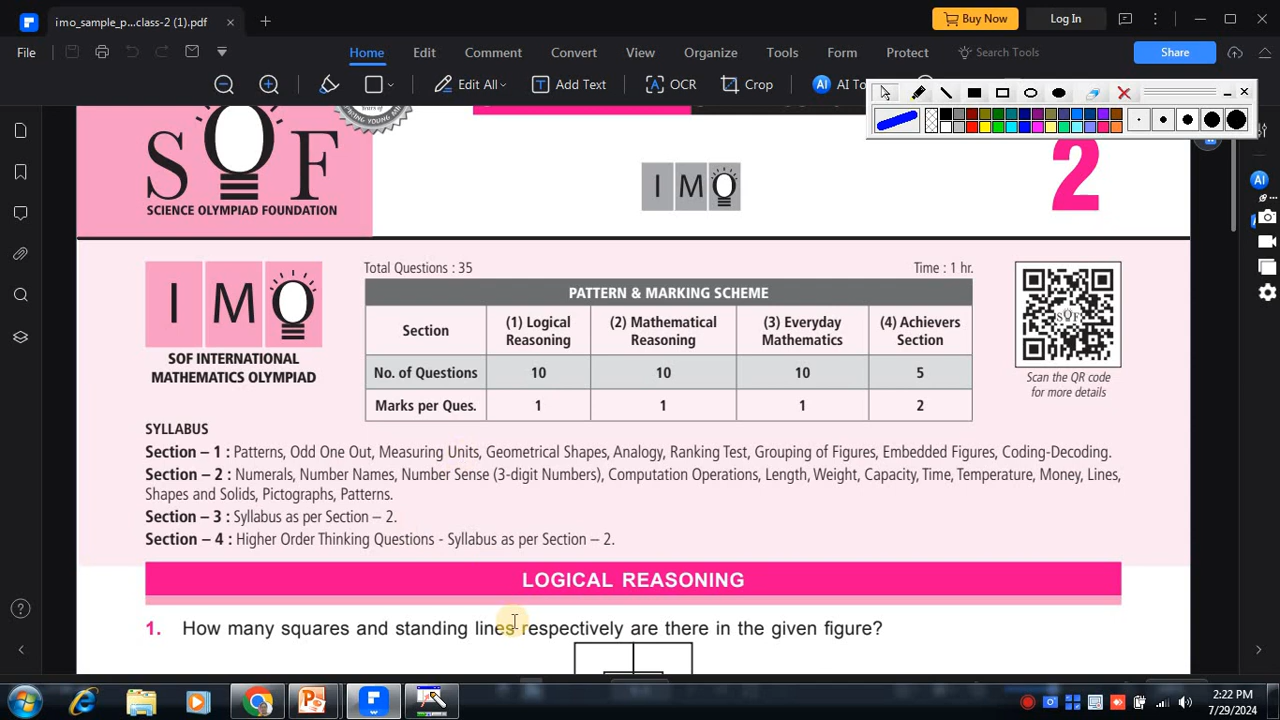 imo_sample_p...class-2 (1).pdf
Buy Now
Log In
File
Home
Edit
Comment
Convert
View
Organize
Tools
Form
Protect
Search Tools
Share
Edit All
Add Text
OCR
Crop
AI To
SOF
SCIENCE OLYMPIAD FOUNDATION
IMO
2
Total Questions : 35
Time : 1 hr.
IMO
SOF INTERNATIONAL
MATHEMATICS OLYMPIAD
PATTERN & MARKING SCHEME
Section
(1) Logical Reasoning
(2) Mathematical Reasoning
(3) Everyday Mathematics
(4) Achievers Section
No. of Questions 10 10 10 5
Marks per Ques. 1 1 1 2
SOF
Scan the QR code
for more details
SYLLABUS
Section – 1 : Patterns, Odd One Out, Measuring Units, Geometrical Shapes, Analogy, Ranking Test, Grouping of Figures, Embedded Figures, Coding-Decoding.
Section – 2 : Numerals, Number Names, Number Sense (3-digit Numbers), Computation Operations, Length, Weight, Capacity, Time, Temperature, Money, Lines,
Shapes and Solids, Pictographs, Patterns.
Section – 3 : Syllabus as per Section – 2.
Section – 4 : Higher Order Thinking Questions - Syllabus as per Section – 2.
LOGICAL REASONING
1. How many squares and standing lines respectively are there in the given figure?
AI
2:22 PM
7/29/2024